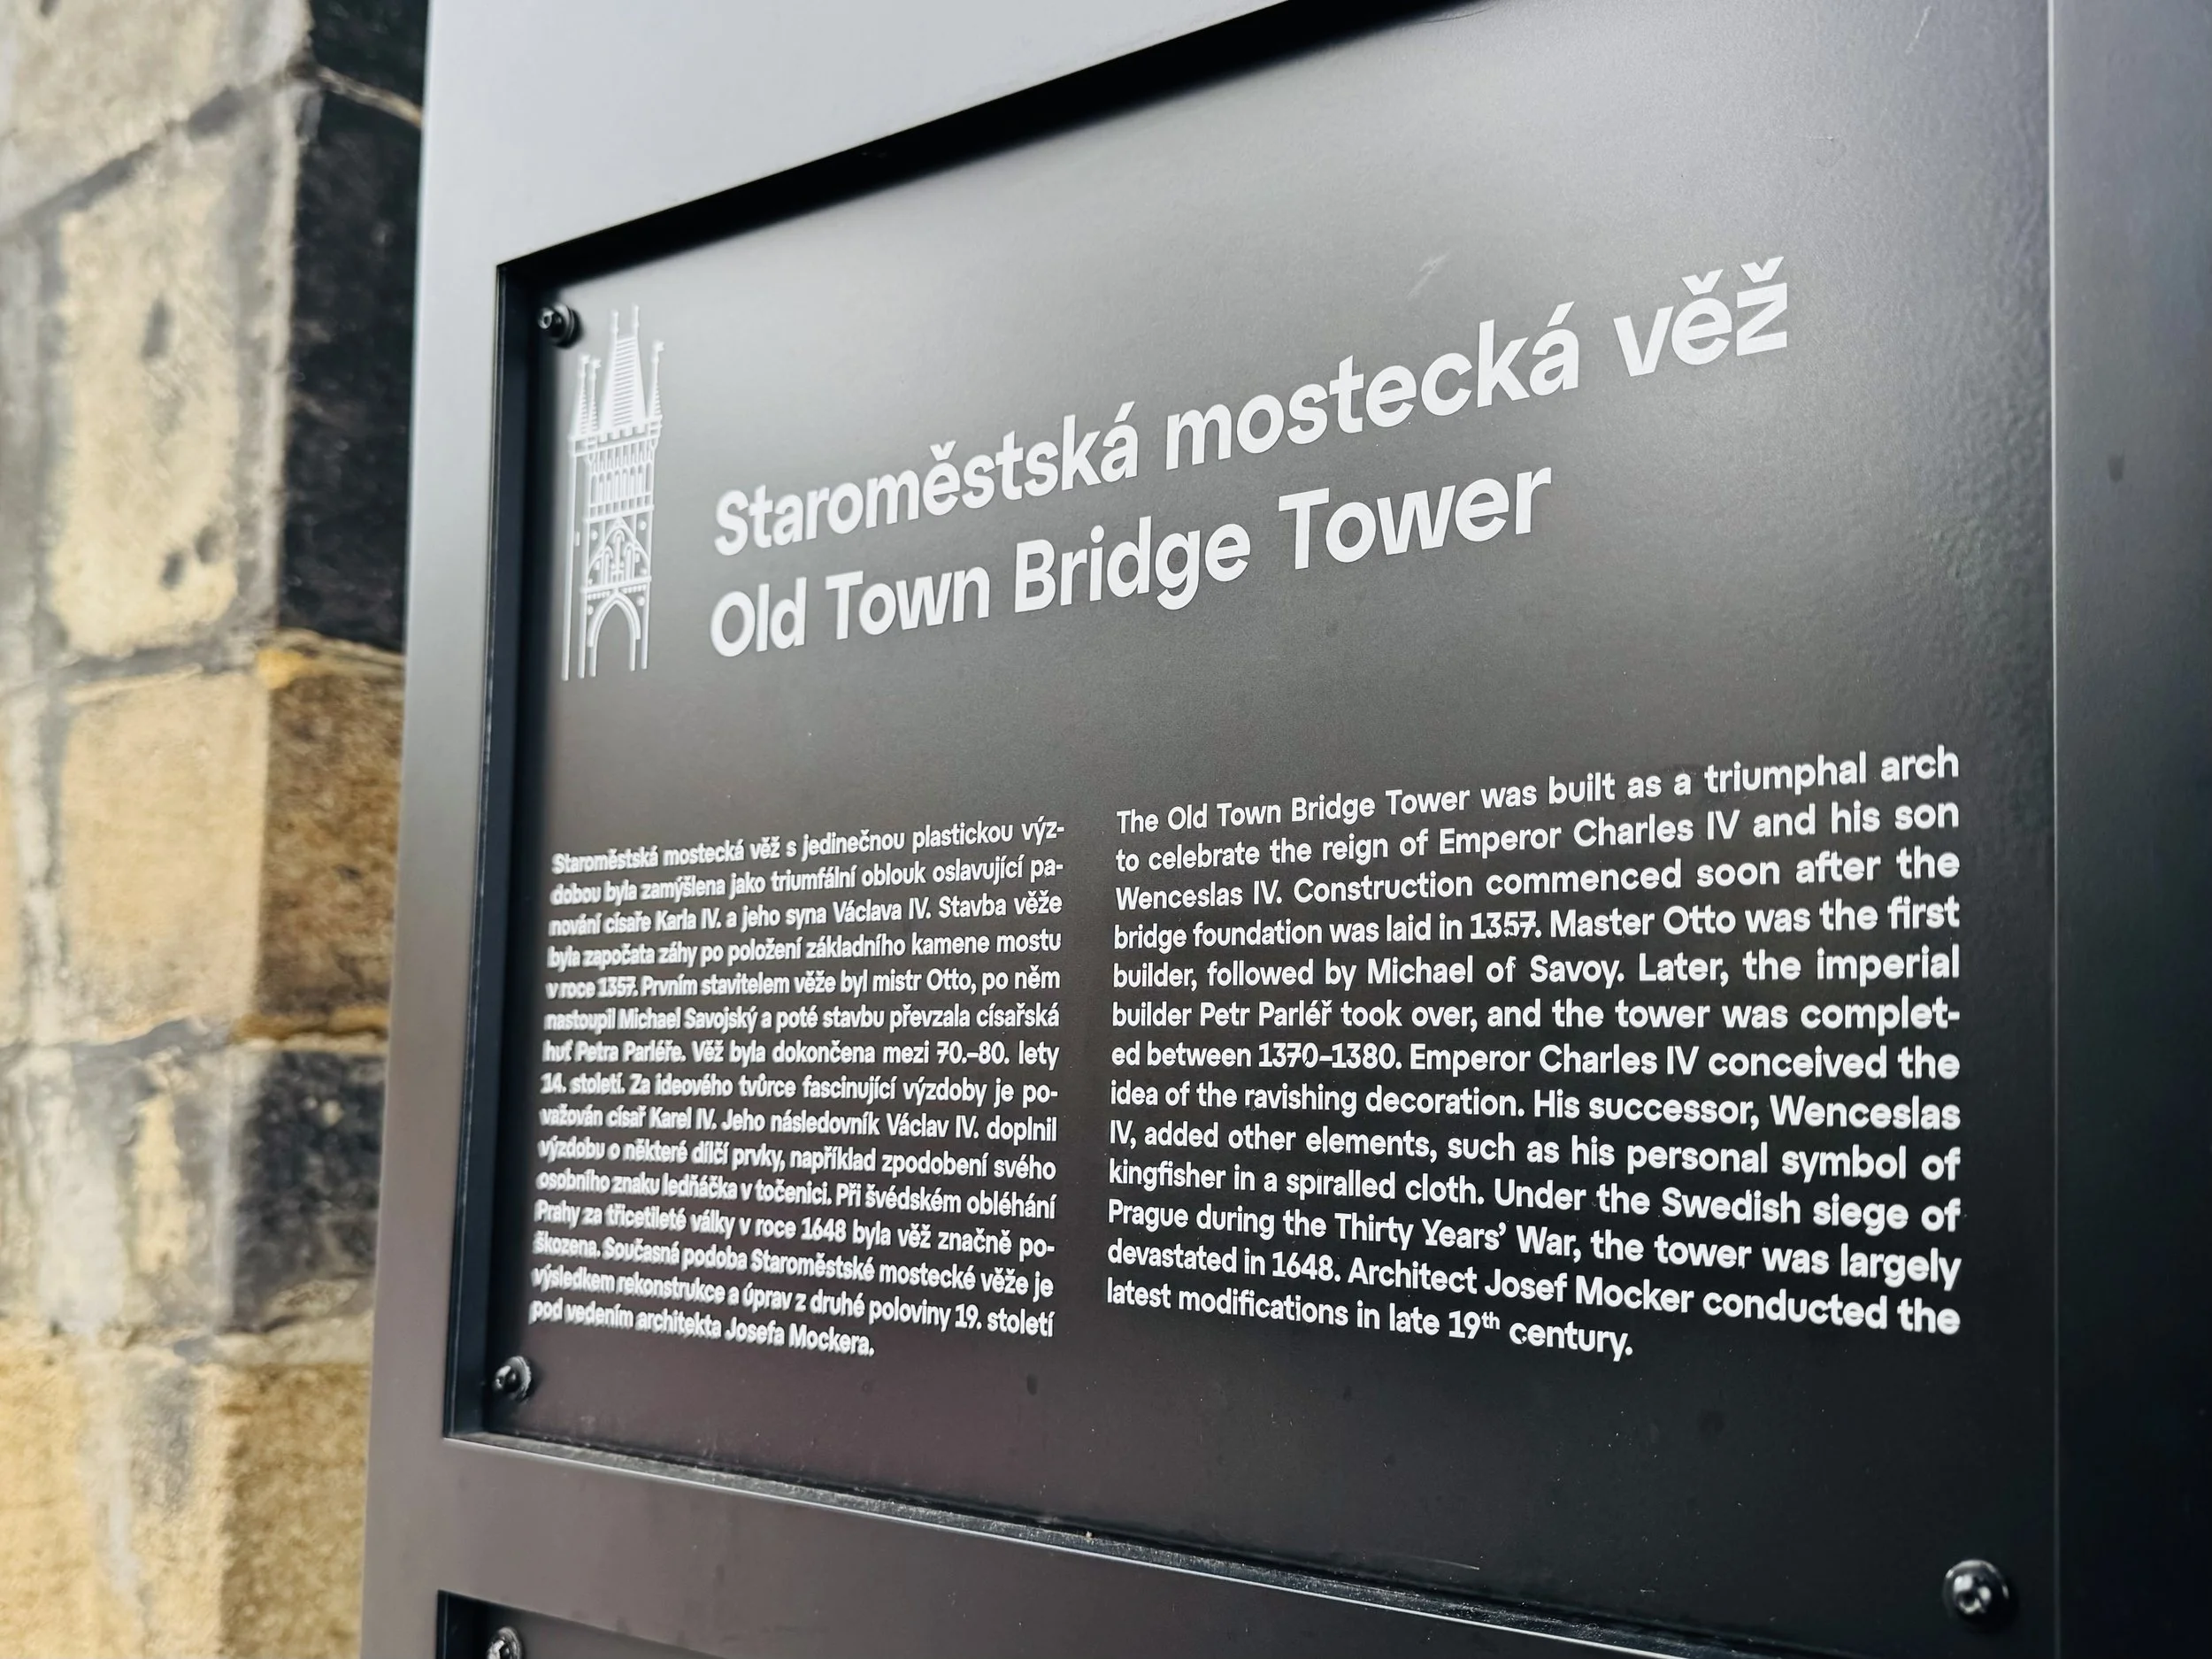 Staroměstská mostecká věž
Old Town Bridge Tower
Staroměstská mostecká věž s jedinečnou plastickou výz-
dobou byla zamýšlena jako triumfální oblouk oslavující pa-
nování císaře Karla IV. a jeho syna Václava IV. Stavba věže
byla započata záhy po položení základního kamene mostu
v roce 1357. Prvním stavitelem věže byl mistr Otto, po něm
nastoupil Michael Savojský a poté stavbu převzala císařská
huť Petra Parléře. Věž byla dokončena mezi 70.–80. lety
14. století. Za ideového tvůrce fascinující výzdoby je po-
važován císař Karel IV. Jeho následovník Václav IV. doplnil
výzdobu o některé dílčí prvky, například zpodobení svého
osobního znaku ledňáčka v točenici. Při švédském obléhání
Prahy za třicetileté války v roce 1648 byla věž značně po-
škozena. Současná podoba Staroměstské mostecké věže je
výsledkem rekonstrukce a úprav z druhé poloviny 19. století
pod vedením architekta Josefa Mockera.
The Old Town Bridge Tower was built as a triumphal arch
to celebrate the reign of Emperor Charles IV and his son
Wenceslas IV. Construction commenced soon after the
bridge foundation was laid in 1357. Master Otto was the first
builder, followed by Michael of Savoy. Later, the imperial
builder Petr Parléř took over, and the tower was complet-
ed between 1370–1380. Emperor Charles IV conceived the
idea of the ravishing decoration. His successor, Wenceslas
IV, added other elements, such as his personal symbol of
kingfisher in a spiralled cloth. Under the Swedish siege of
Prague during the Thirty Years’ War, the tower was largely
devastated in 1648. Architect Josef Mocker conducted the
latest modifications in late 19th century.